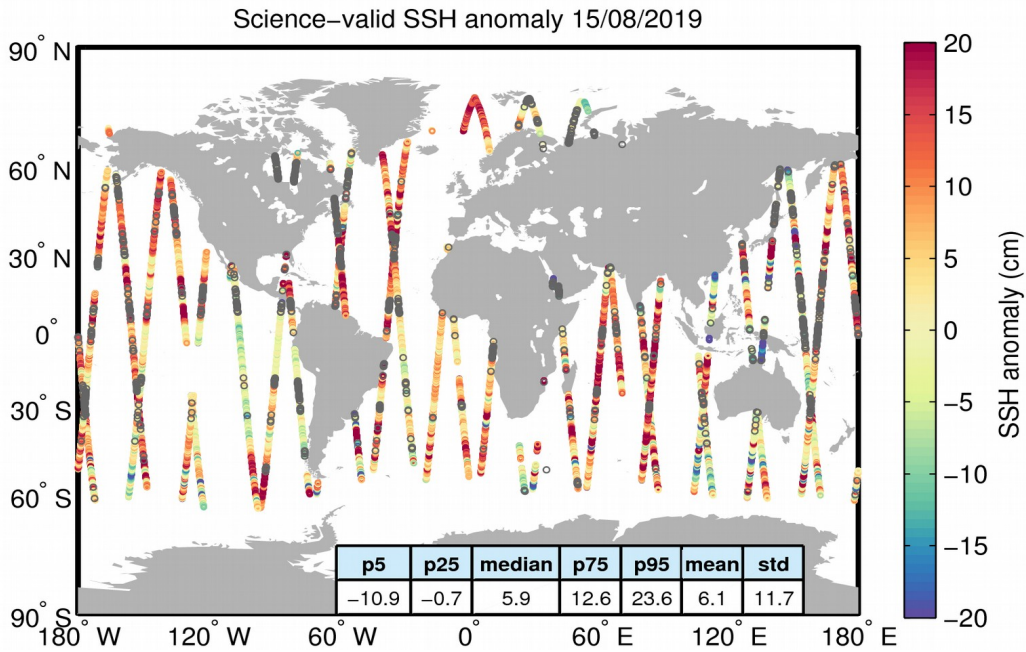 Science−valid SSH anomaly 15/08/2019
90° N
60° N
30° N
0°
30° S
60° S
90° S
180° W 120° W 60° W 0° 60° E 120° E 180° E
p5 p25 median p75 p95 mean std
−10.9 −0.7 5.9 12.6 23.6 6.1 11.7
20
15
10
5
0
−5
−10
−15
−20
SSH anomaly (cm)